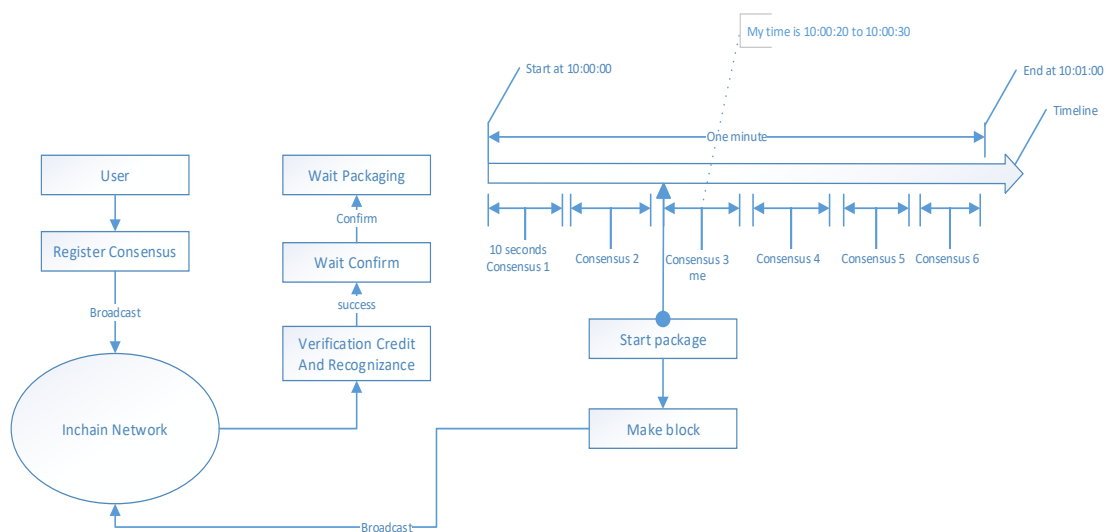 My time is 10:00:20 to 10:00:30
Start at 10:00:00
End at 10:01:00
Timeline
One minute
User
Wait Packaging
Confirm
Register Consensus
Wait Confirm
10 seconds
Consensus 1
Consensus 2
Consensus 3
me
Consensus 4
Consensus 5
Consensus 6
Broadcast
success
Verification Credit
And Recognizance
Start package
Inchain Network
Make block
Broadcast